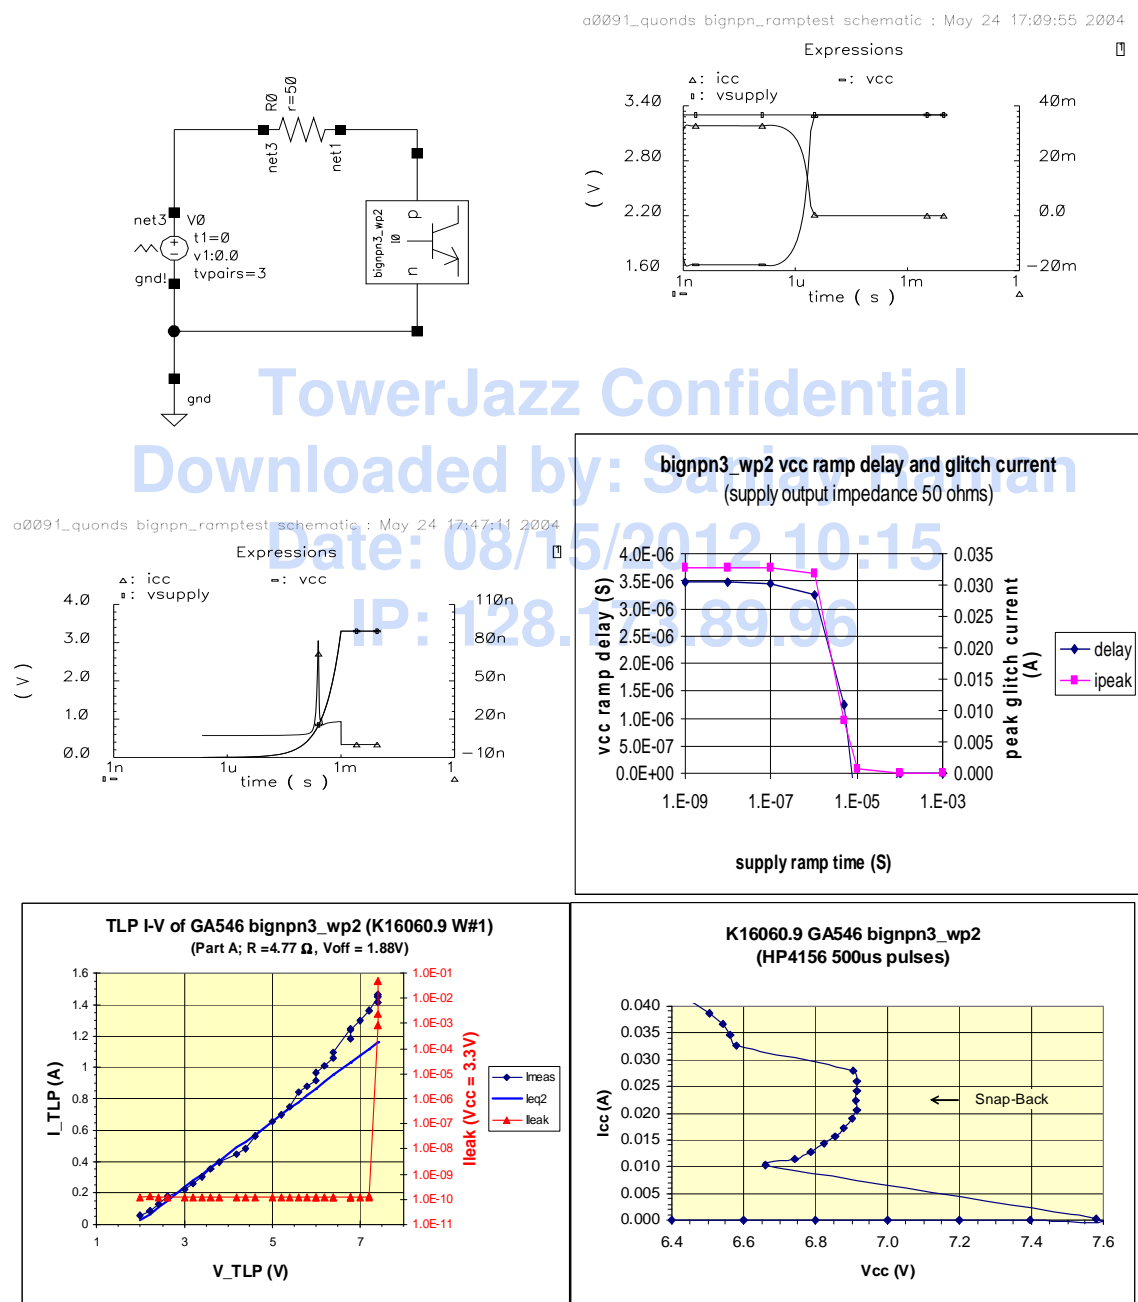 a0091_quonds bignpn_ramptest schematic : May 24 17:09:55 2004
Expressions
1
icc
vcc
vsupply
3.40
2.80
2.20
1.60
( V )
40m
20m
0.0
-20m
1n
1u
1m
1
time ( s )
R0
r=50
net3
net1
net3
V0
t1=0
v1:0.0
tvpairs=3
gnd!
bignpn3_wp2
I0
p
n
gnd
TowerJazz Confidential
Downloaded by: Sanjay Raman
Date: 08/15/2012 10:15
IP: 128.173.89.96
a0091_quonds bignpn_ramptest schematic : May 24 17:47:11 2004
Expressions
1
icc
vcc
vsupply
4.0
3.0
2.0
1.0
0.0
( V )
110n
80n
50n
20n
-10n
1n
1u
1m
1
time ( s )
bignpn3_wp2 vcc ramp delay and glitch current
(supply output impedance 50 ohms)
vcc ramp delay (S)
4.0E-06
3.5E-06
3.0E-06
2.5E-06
2.0E-06
1.5E-06
1.0E-06
5.0E-07
0.0E+00
0.035
0.030
0.025
0.020
0.015
0.010
0.005
0.000
peak glitch current
(A)
delay
ipeak
1.E-09
1.E-07
1.E-05
1.E-03
supply ramp time (S)
TLP I-V of GA546 bignpn3_wp2 (K16060.9 W#1)
(Part A; R =4.77 Ω, Voff = 1.88V)
I_TLP (A)
1.6
1.4
1.2
1
0.8
0.6
0.4
0.2
0
1.0E-01
1.0E-02
1.0E-03
1.0E-04
1.0E-05
1.0E-06
1.0E-07
1.0E-08
1.0E-09
1.0E-10
1.0E-11
Ileak (Vcc = 3.3V)
Imeas
Ieq2
Ileak
1
3
5
7
V_TLP (V)
K16060.9 GA546 bignpn3_wp2
(HP4156 500us pulses)
Icc (A)
0.040
0.035
0.030
0.025
0.020
0.015
0.010
0.005
0.000
Snap-Back
6.4
6.6
6.8
7.0
7.2
7.4
7.6
Vcc (V)